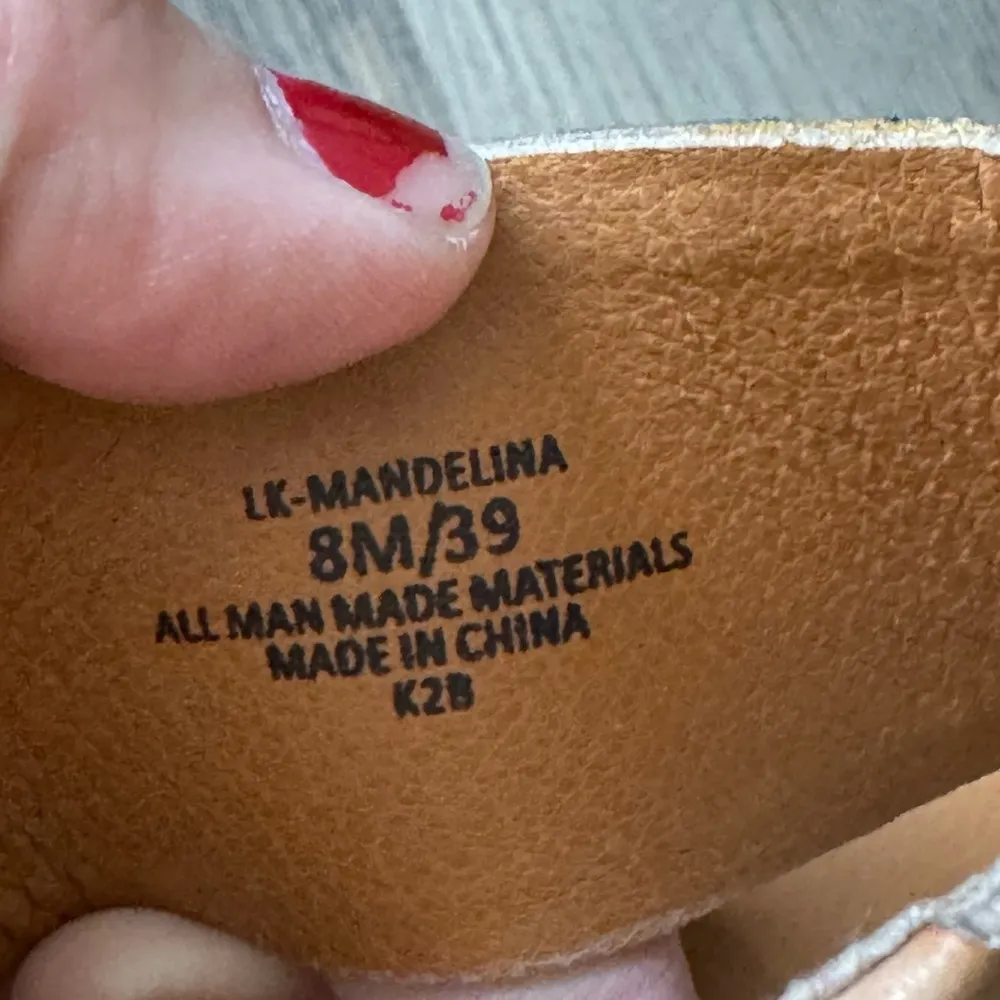 LK-MANDELINA
8M/39
ALL MAN MADE MATERIALS
MADE IN CHINA
K2B